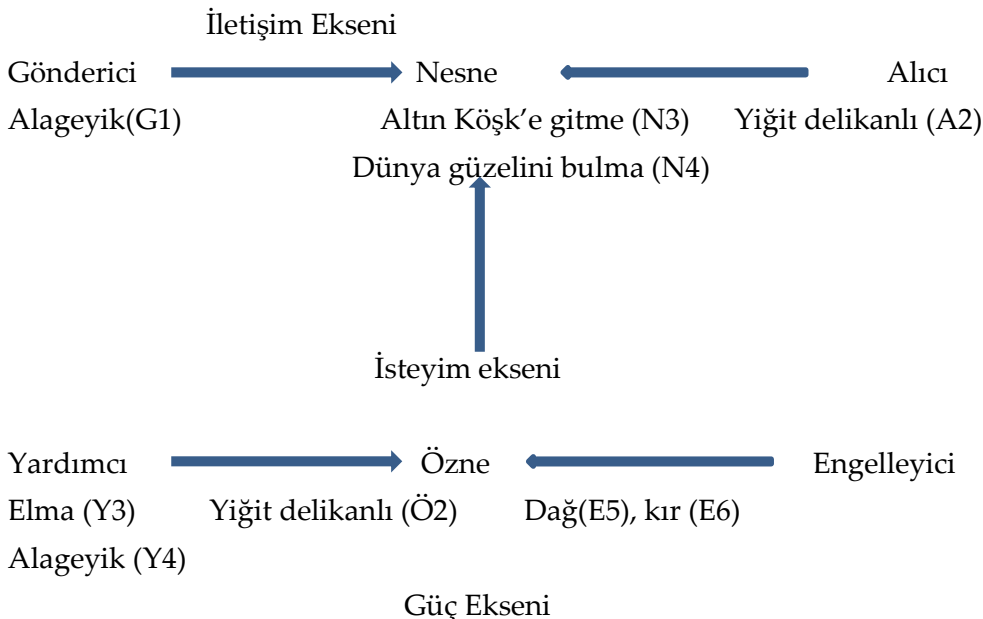 İletişim Ekseni
Gönderici Nesne Alıcı
Alageyik(G1) Altın Köşk’e gitme (N3) Yiğit delikanlı (A2)
Dünya güzelini bulma (N4)
İsteyim ekseni
Yardımcı Özne Engelleyici
Elma (Y3) Yiğit delikanlı (Ö2) Dağ(E5), kır (E6)
Alageyik (Y4)
Güç Ekseni